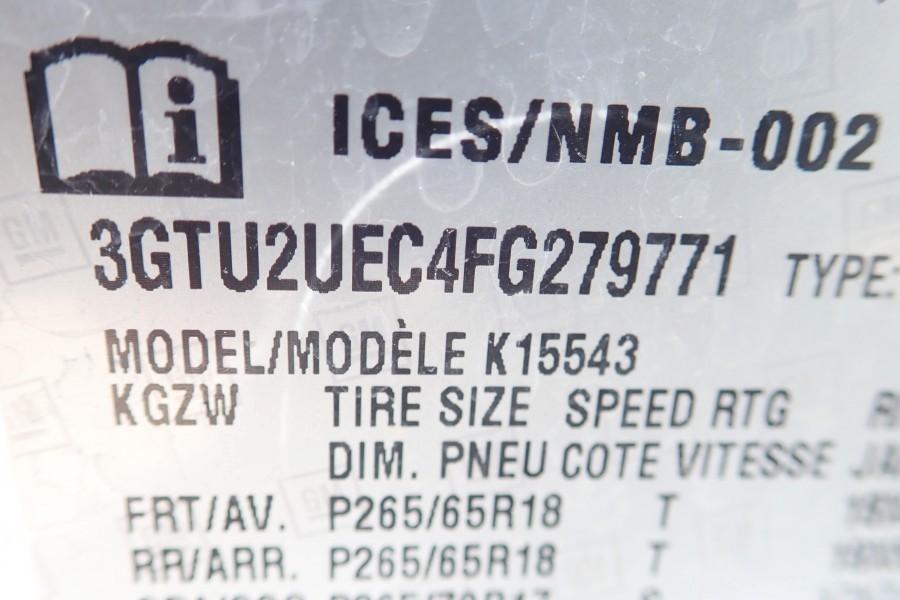 ICES/NMB-002
3GTU2UEC4FG279771 TYPE:
MODEL/MODÈLE K15543
KGZW TIRE SIZE SPEED RTG
DIM. PNEU COTE VITESSE
FRT/AV. P265/65R18 T
RR/ARR. P265/65R18 T